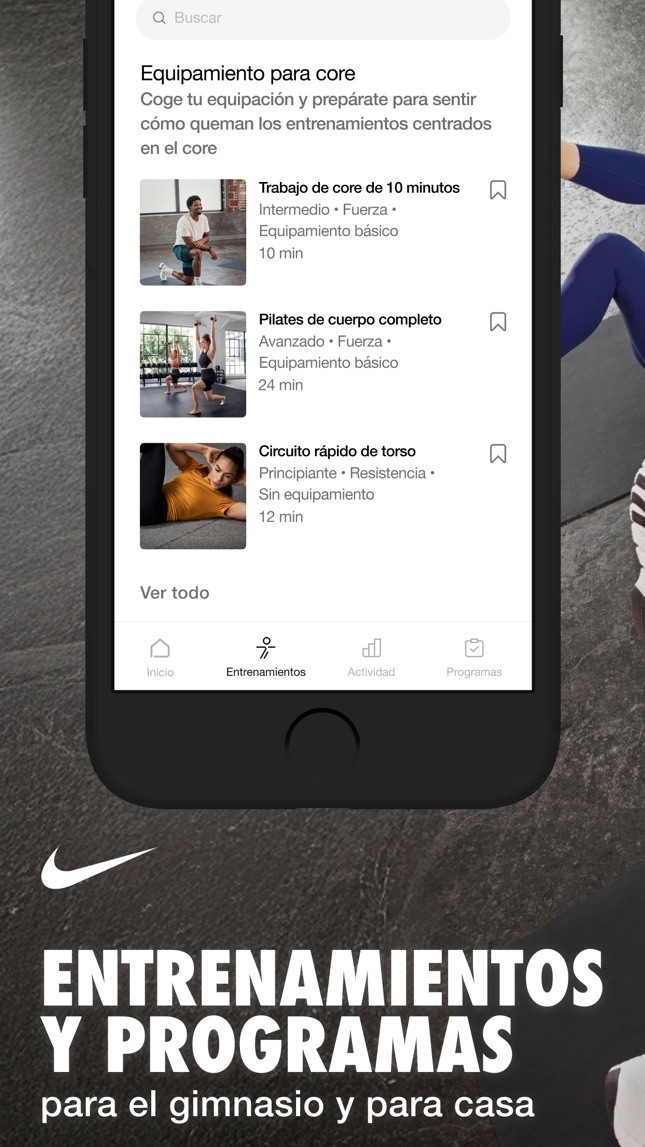 Buscar
Equipamiento para core
Coge tu equipación y prepárate para sentir
cómo queman los entrenamientos centrados
en el core
Trabajo de core de 10 minutos
Intermedio • Fuerza •
Equipamiento básico
10 min
Pilates de cuerpo completo
Avanzado • Fuerza •
Equipamiento básico
24 min
Circuito rápido de torso
Principiante • Resistencia •
Sin equipamiento
12 min
Ver todo
Inicio
Entrenamientos
Actividad
Programas
ENTRENAMIENTOS
Y PROGRAMAS
para el gimnasio y para casa